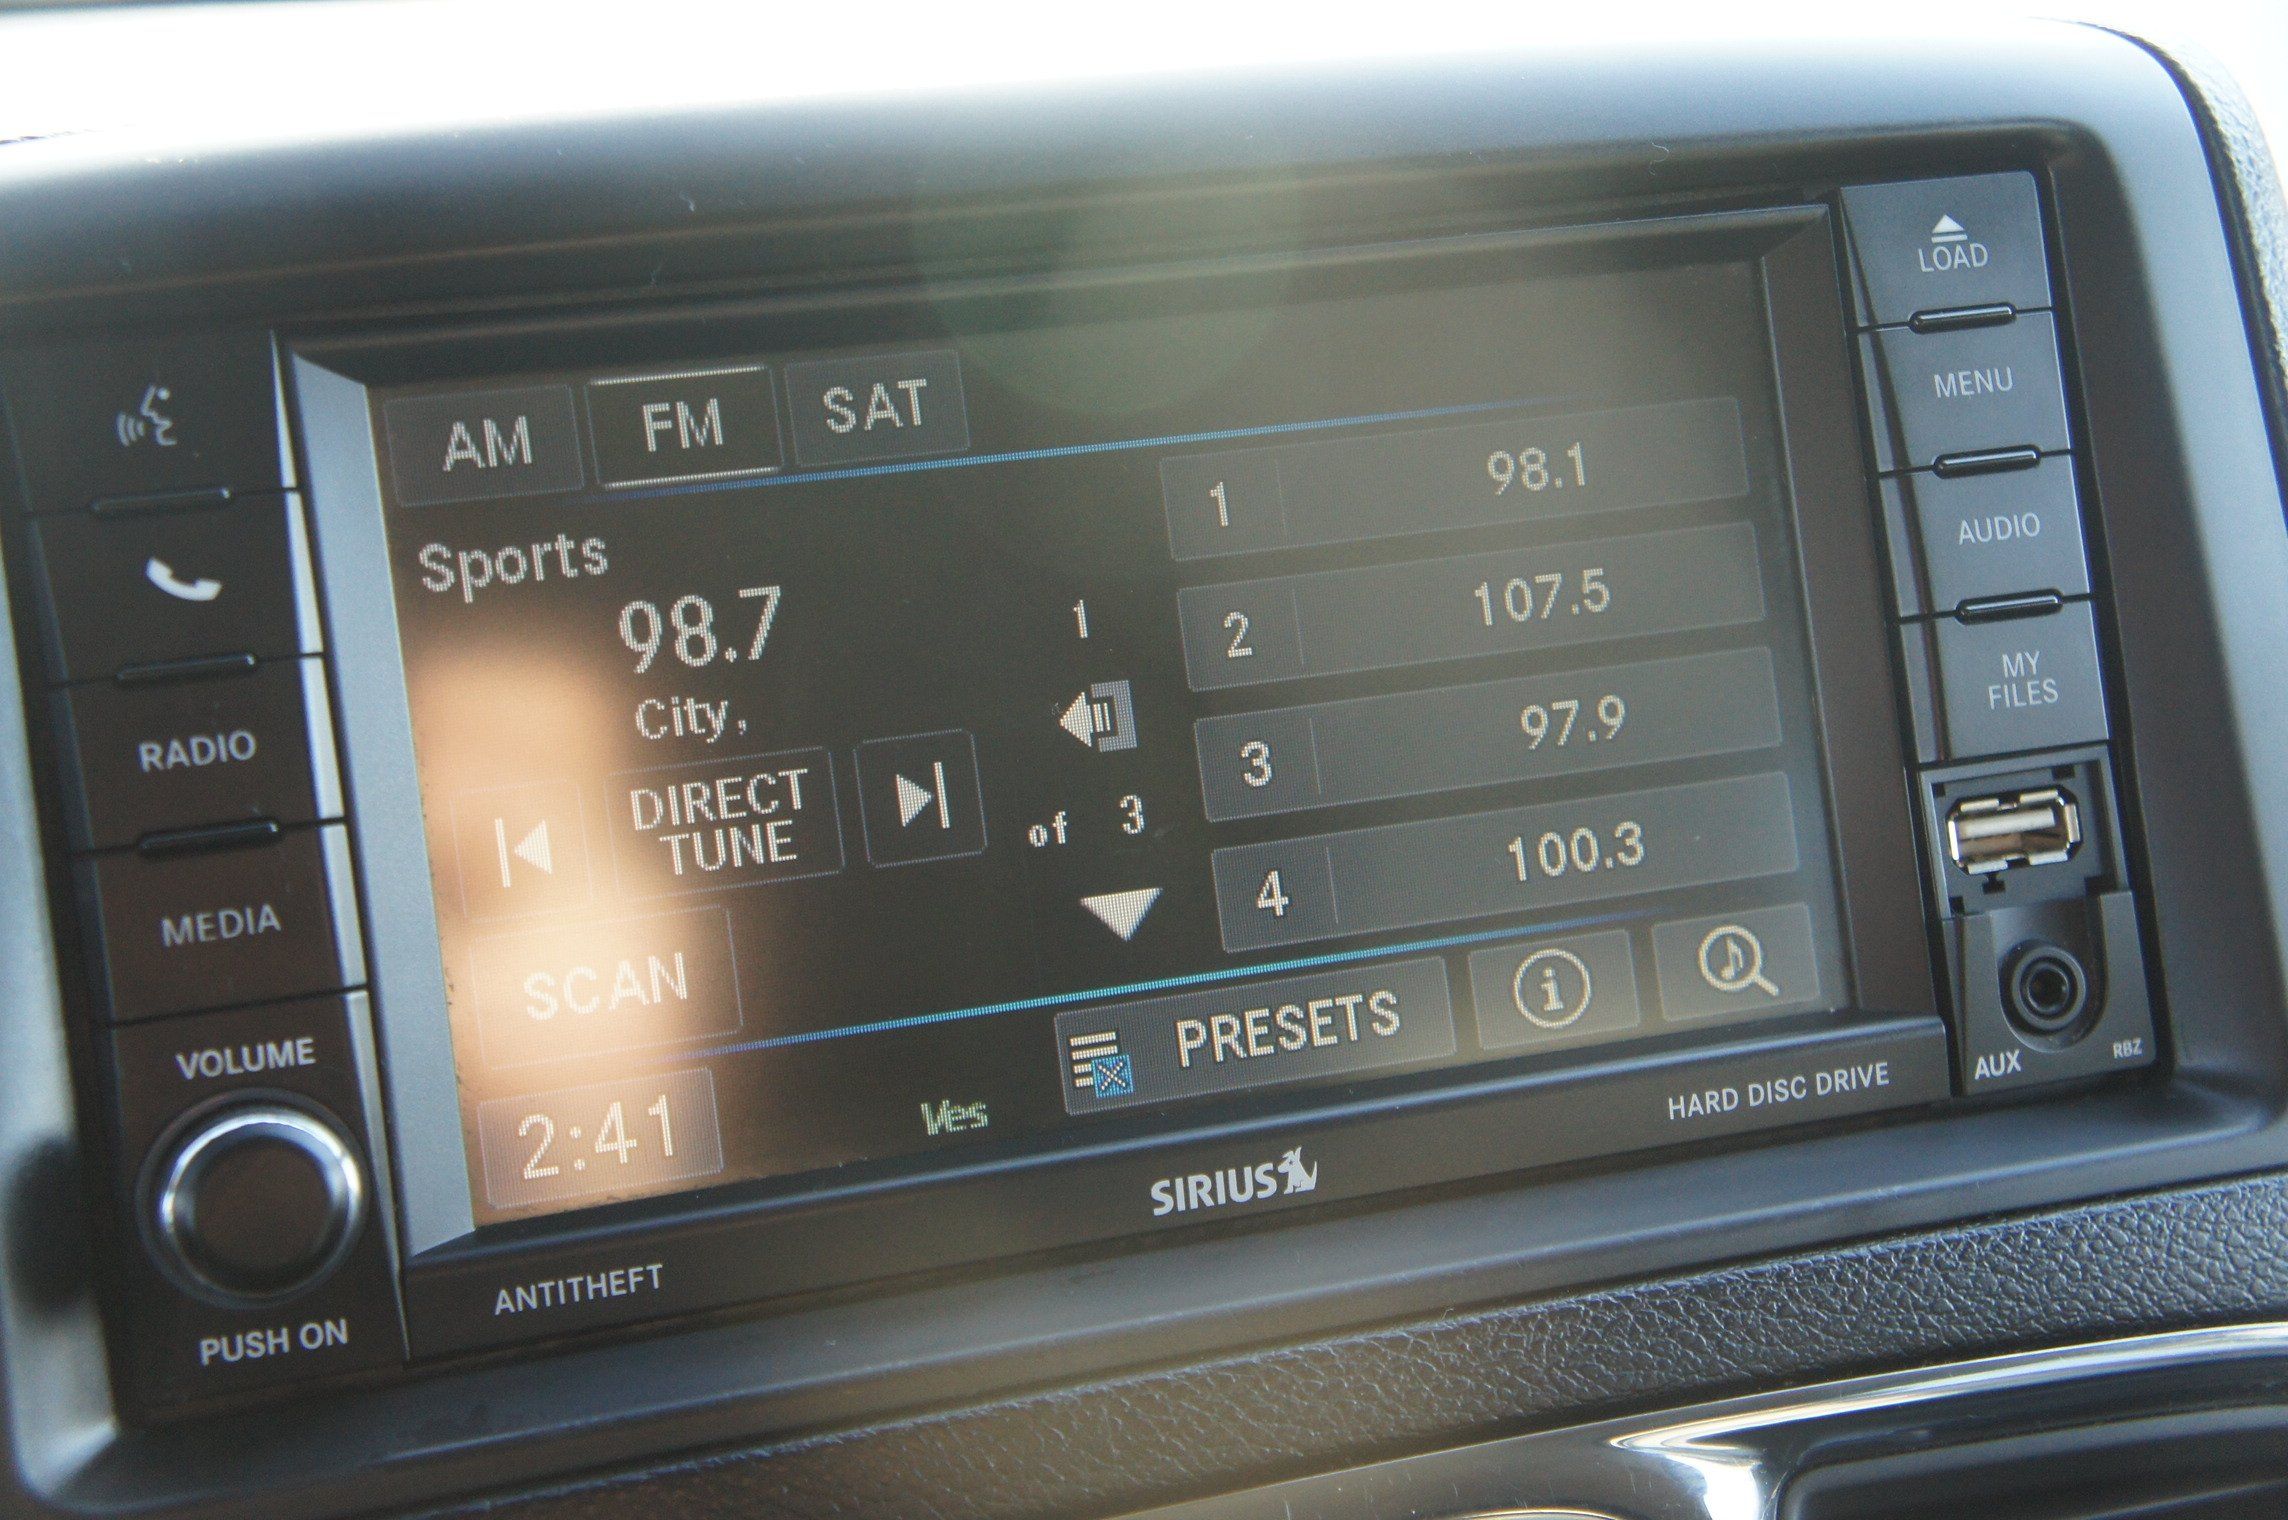 AM
FM
SAT
Sports
98.7
City,
DIRECT
TUNE
SCAN
2:41
1
of 3
1 98.1
2 107.5
3 97.9
4 100.3
PRESETS
RADIO
MEDIA
VOLUME
PUSH ON
ANTITHEFT
SIRIUS
HARD DISC DRIVE
LOAD
MENU
AUDIO
MY
FILES
AUX
RBZ